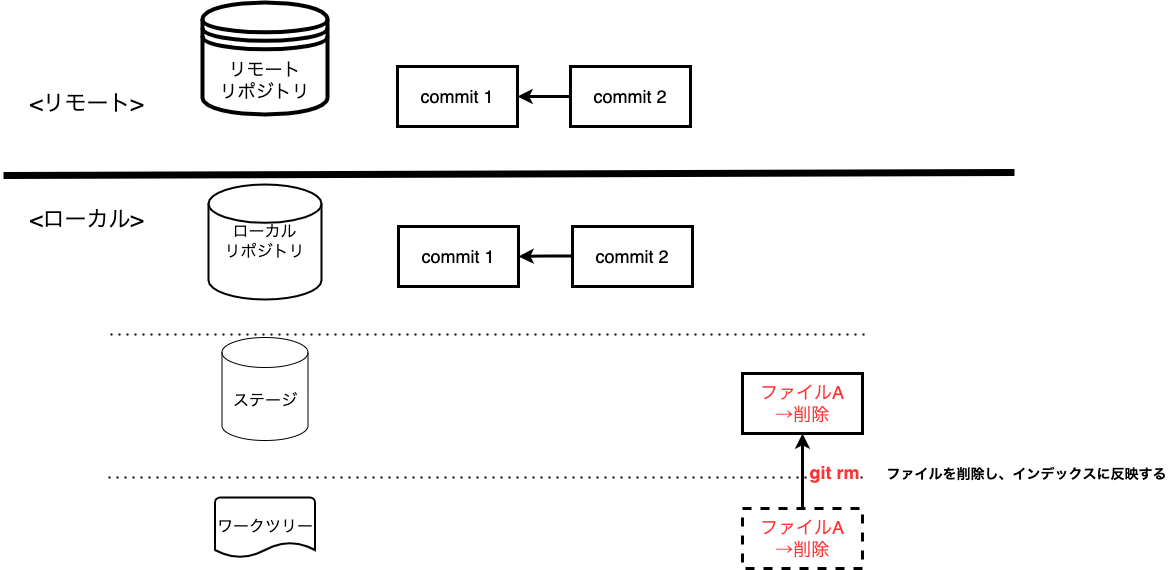 リモート
リポジトリ
<リモート>
commit 1
commit 2
<ローカル>
ローカル
リポジトリ
commit 1
commit 2
ステージ
ファイルA
→削除
git rm.
ファイルを削除し、インデックスに反映する
ワークツリー
ファイルA
→削除